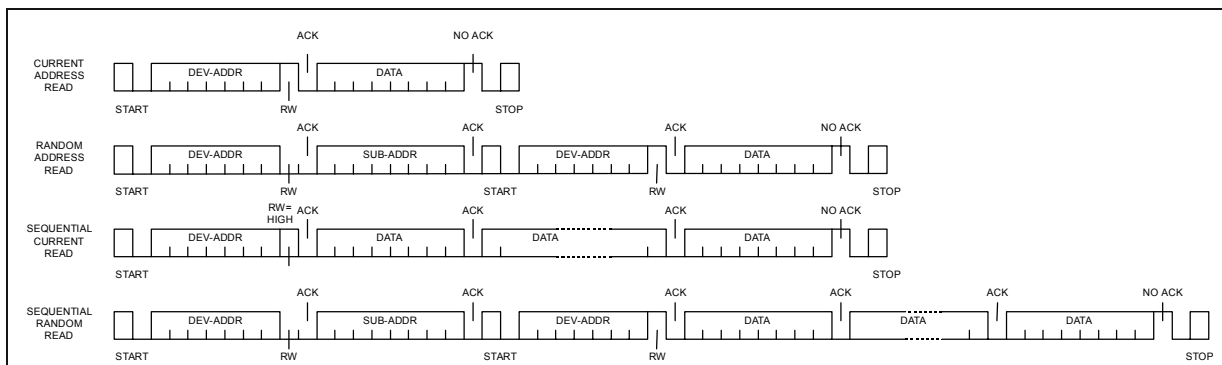 ACK NO ACK
CURRENT
ADDRESS
READ
DEV-ADDR DATA
START RW STOP
ACK ACK ACK NO ACK
RANDOM
ADDRESS
READ
DEV-ADDR SUB-ADDR DEV-ADDR DATA
START RW START RW STOP
RW=
HIGH
ACK ACK ACK NO ACK
SEQUENTIAL
CURRENT
READ
DEV-ADDR DATA DATA DATA
START STOP
ACK ACK ACK ACK ACK NO ACK
SEQUENTIAL
RANDOM
READ
DEV-ADDR SUB-ADDR DEV-ADDR DATA DATA DATA
START RW START RW STOP